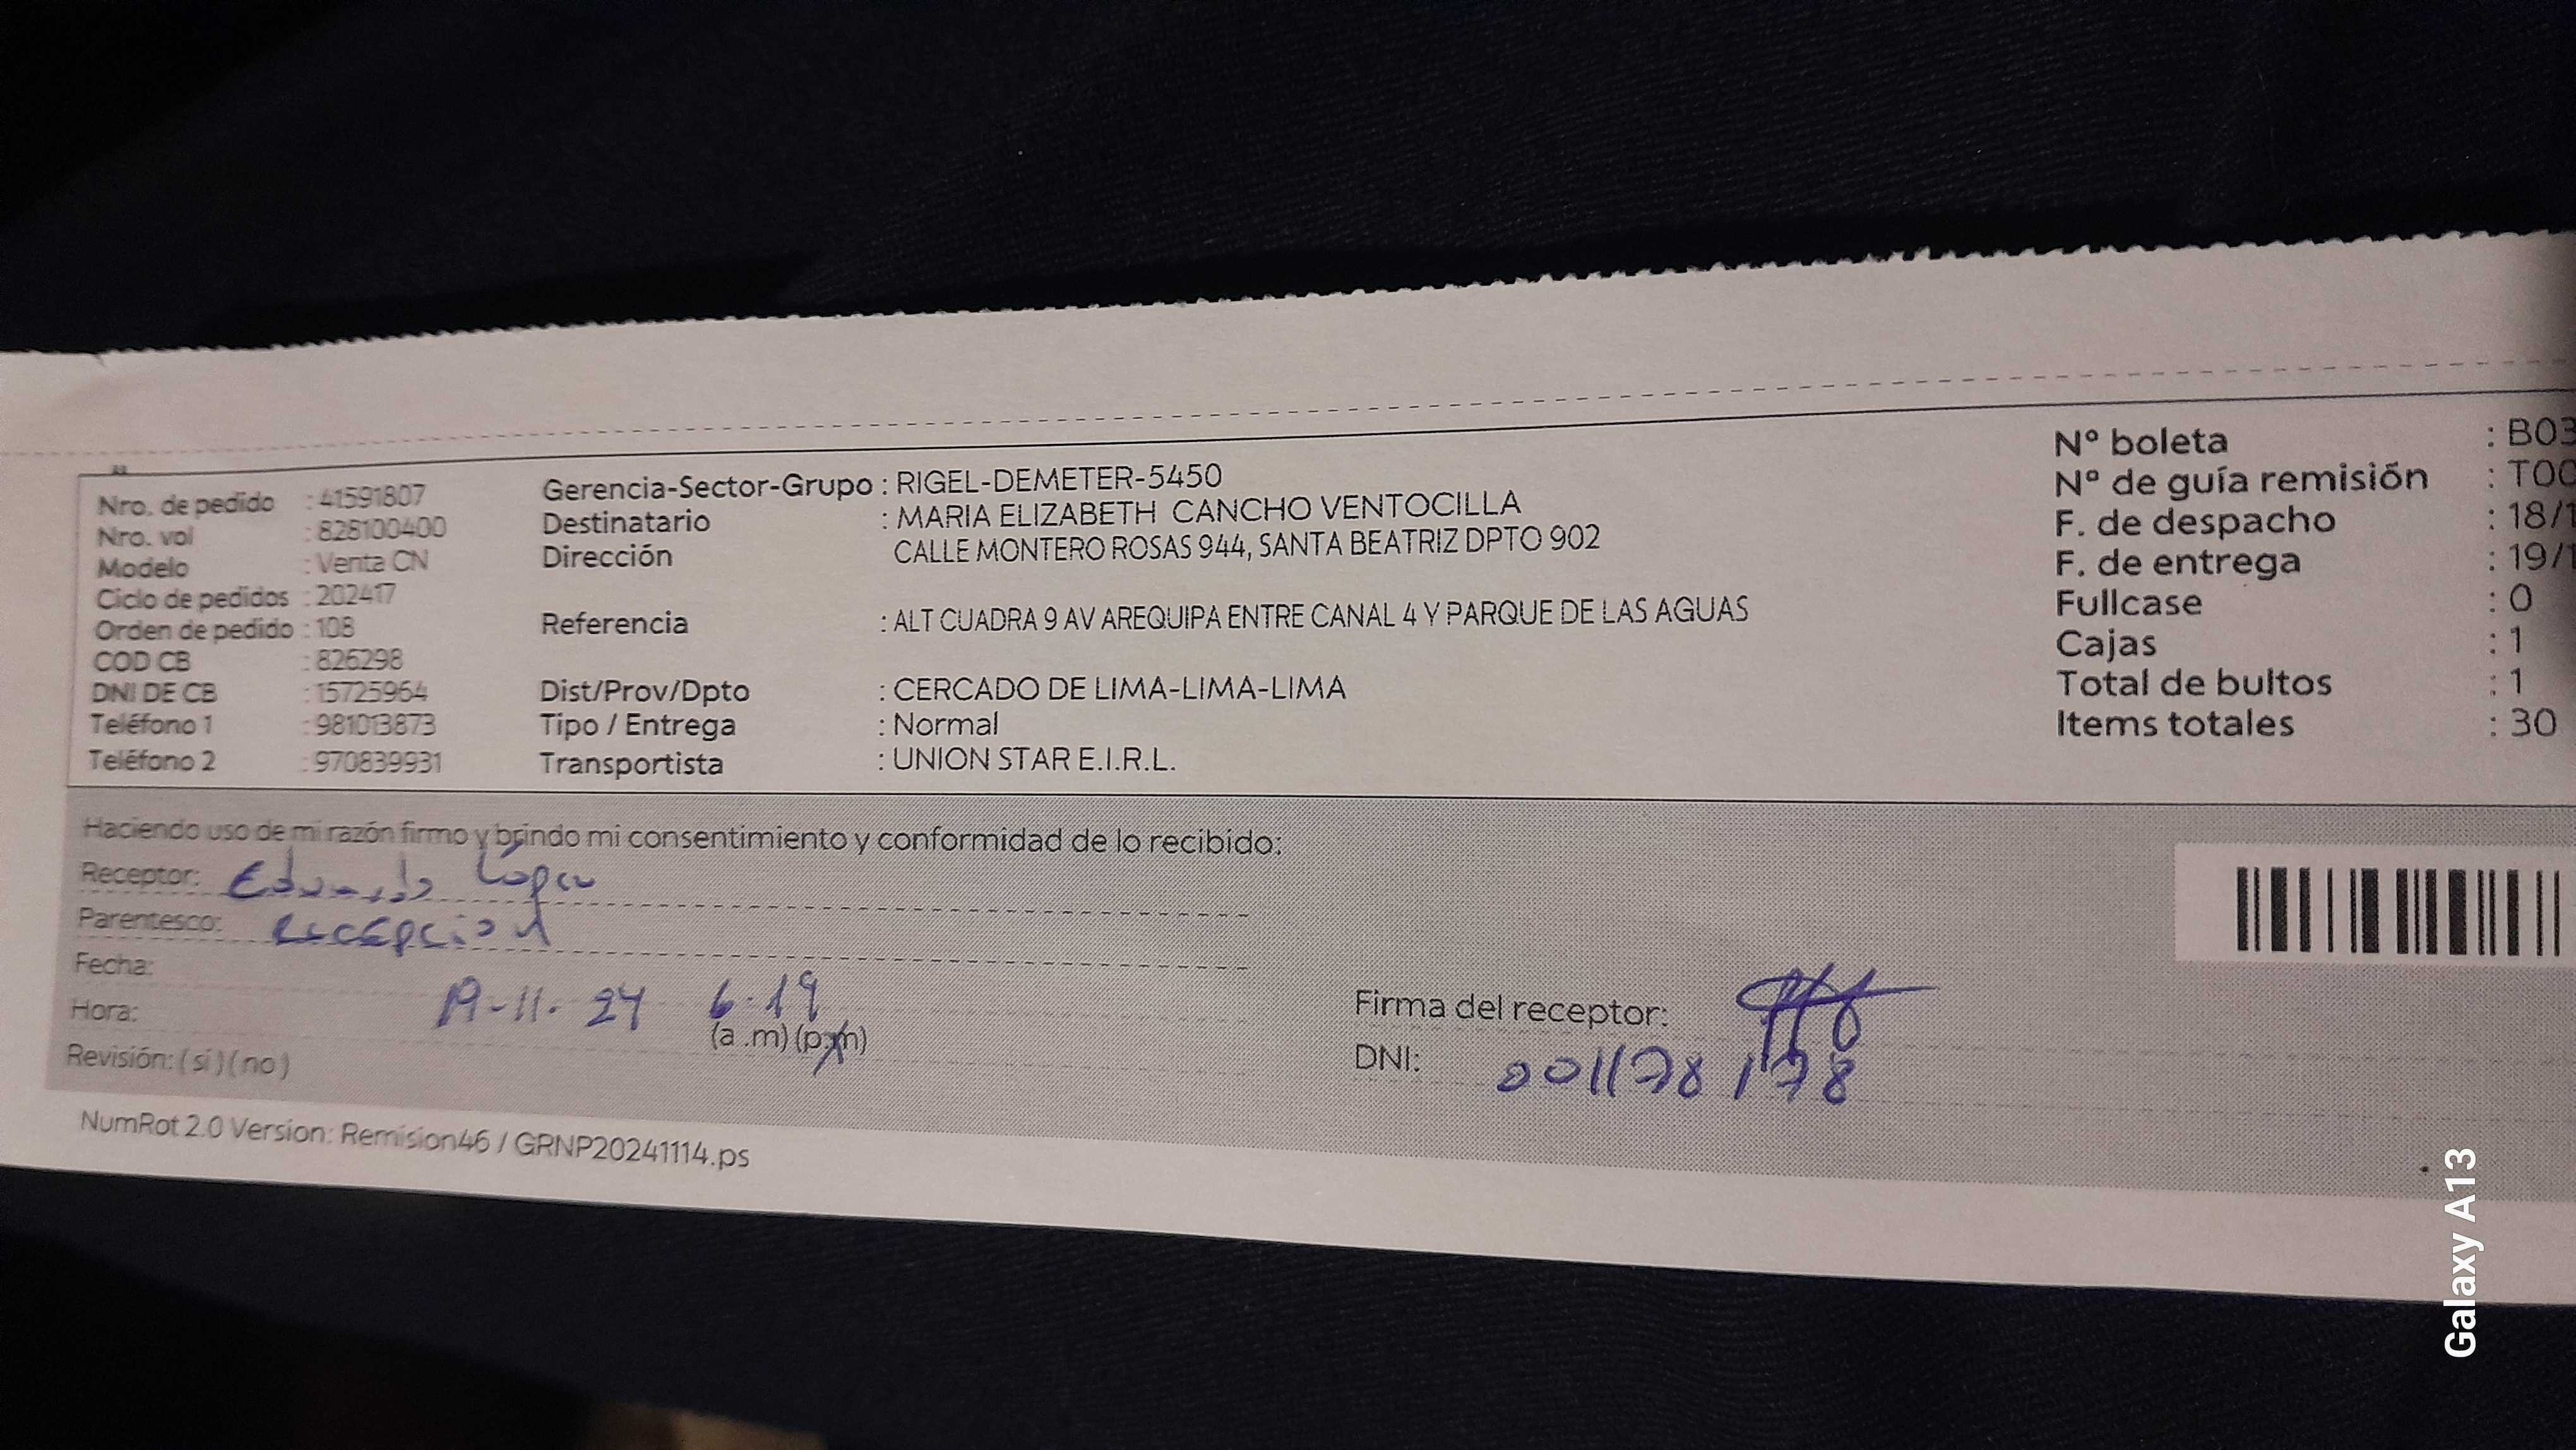 Nro. de pedido : 41591807
Nro. vol : 828100400
Modelo : Venta CN
Ciclo de pedidos : 202417
Orden de pedido : 108
COD CB : 826298
DNI DE CB : 15725964
Teléfono 1 : 981013873
Teléfono 2 : 970839931
Gerencia-Sector-Grupo : RIGEL-DEMETER-5450
Destinatario : MARIA ELIZABETH CANCHO VENTOCILLA
Dirección CALLE MONTERO ROSAS 944, SANTA BEATRIZ DPTO 902
Referencia : ALT CUADRA 9 AV AREQUIPA ENTRE CANAL 4 Y PARQUE DE LAS AGUAS
Dist/Prov/Dpto : CERCADO DE LIMA-LIMA-LIMA
Tipo / Entrega : Normal
Transportista : UNION STAR E.I.R.L.
Nº boleta : B03
Nº de guía remisión : T00
F. de despacho : 18/1
F. de entrega : 19/1
Fullcase : 0
Cajas : 1
Total de bultos : 1
Items totales : 30
Haciendo uso de mi razón firmo y brindo mi consentimiento y conformidad de lo recibido:
Receptor: Eduardo López
Parentesco: Recepción
Fecha: 19-11-24 6:19
Hora: (a .m) (p.m)
Revisión: ( si ) ( no )
Firma del receptor:
DNI: 001178178
NumRot 2.0 Version: Remision46 / GRNP20241114.ps
Galaxy A13